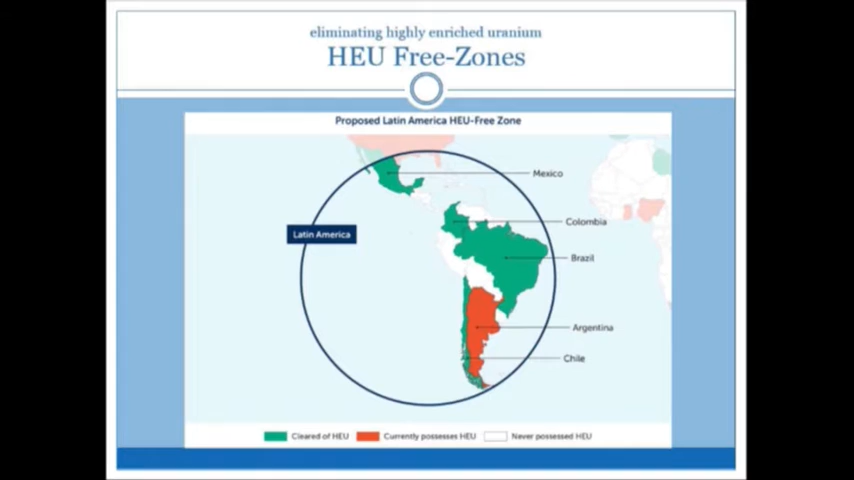 eliminating highly enriched uranium
HEU Free-Zones
Proposed Latin America HEU-Free Zone
Mexico
Colombia
Latin America
Brazil
Argentina
Chile
Cleared of HEU Currently possesses HEU Never possessed HEU